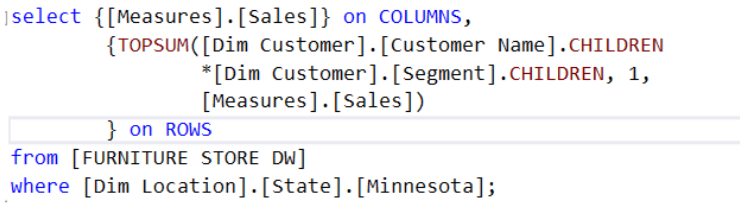 select {[Measures].[Sales]} on COLUMNS,
{TOPSUM([Dim Customer].[Customer Name].CHILDREN
*[Dim Customer].[Segment].CHILDREN, 1,
[Measures].[Sales])
} on ROWS
from [FURNITURE STORE DW]
where [Dim Location].[State].[Minnesota];